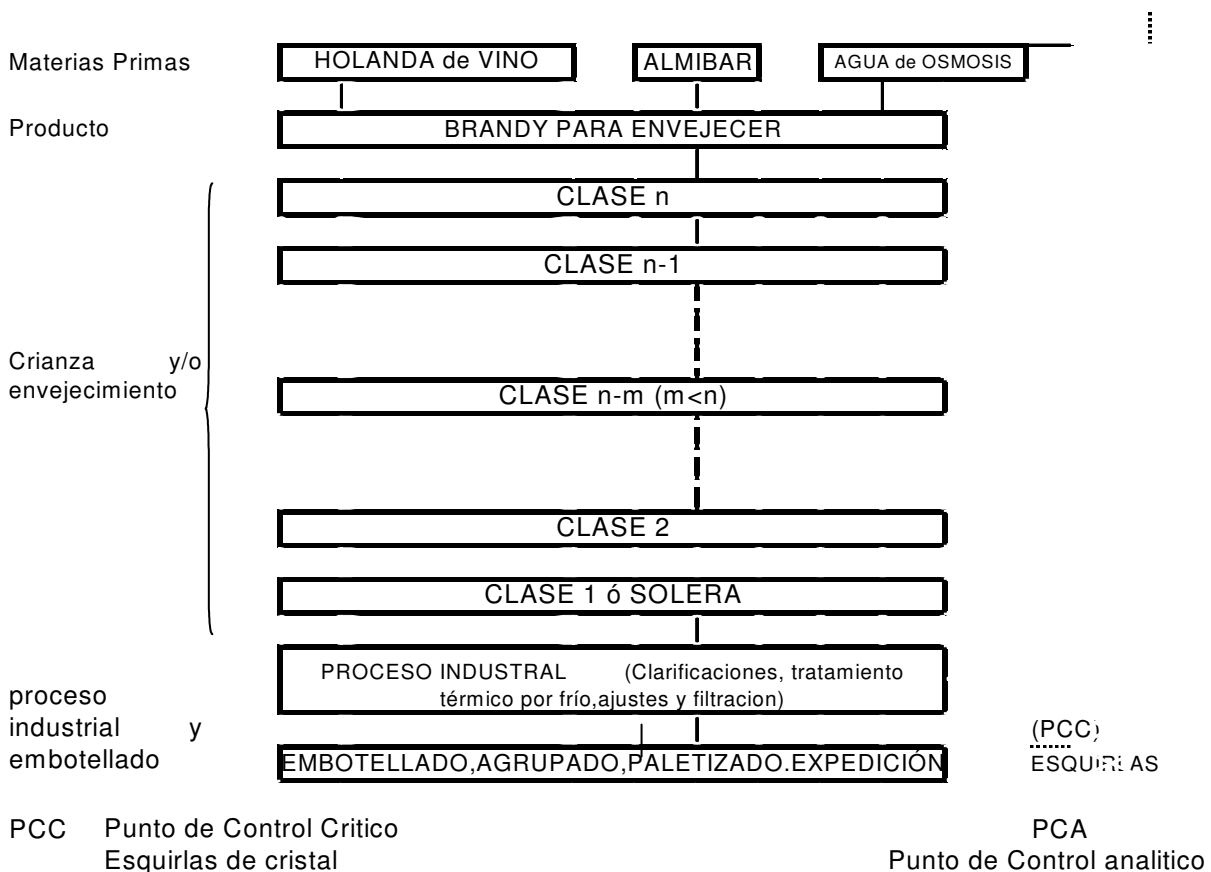 Materias Primas
HOLANDA de VINO
ALMIBAR
AGUA de OSMOSIS
Producto
BRANDY PARA ENVEJECER
CLASE n
CLASE n-1
Crianza y/o
envejecimiento
CLASE n-m (m<n)
CLASE 2
CLASE 1 ó SOLERA
PROCESO INDUSTRAL (Clarificaciones, tratamiento
térmico por frío,ajustes y filtracion)
proceso
industrial y
embotellado
EMBOTELLADO,AGRUPADO,PALETIZADO.EXPEDICIÓN
(PCC)
ESQUIRLAS
PCC Punto de Control Critico
Esquirlas de cristal
PCA
Punto de Control analitico